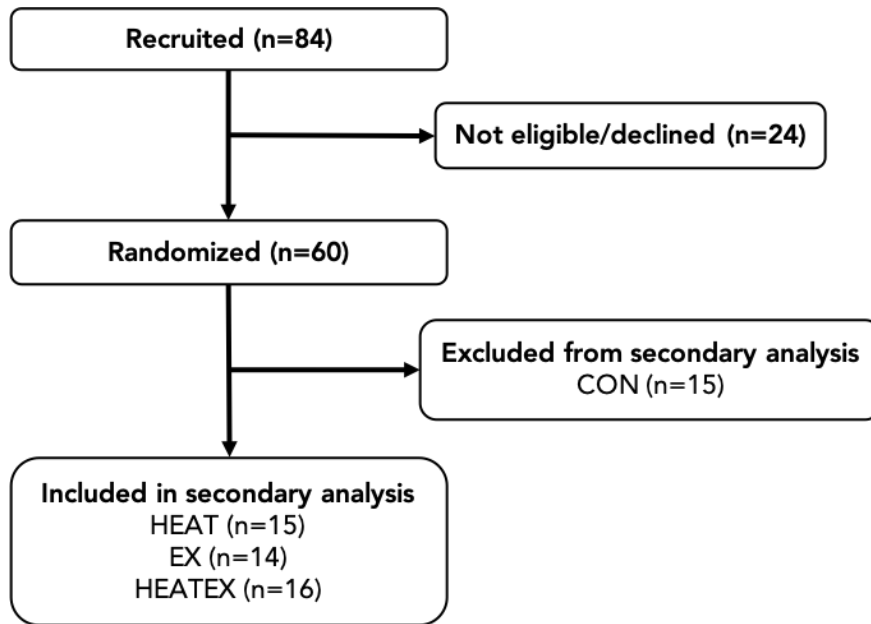 Recruited (n=84)
Not eligible/declined (n=24)
Randomized (n=60)
Excluded from secondary analysis
CON (n=15)
Included in secondary analysis
HEAT (n=15)
EX (n=14)
HEATEX (n=16)